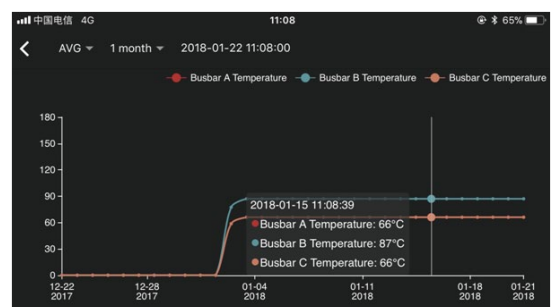 中国电信 4G 11:08 65%
AVG 1 month 2018-01-22 11:08:00
Busbar A Temperature Busbar B Temperature Busbar C Temperature
180
150
120
90
60
30
0
2018-01-15 11:08:39
Busbar A Temperature: 66°C
Busbar B Temperature: 87°C
Busbar C Temperature: 66°C
12-22 12-28 01-04 01-11 01-18 01-21
2017 2017 2018 2018 2018 2018